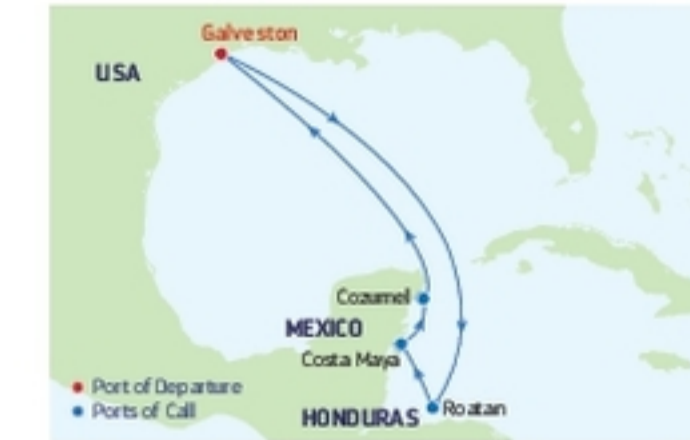 Galveston
USA
Cozumel
MEXICO
Costa Maya
Port of Departure
Ports of Call
HONDURAS
Roatan